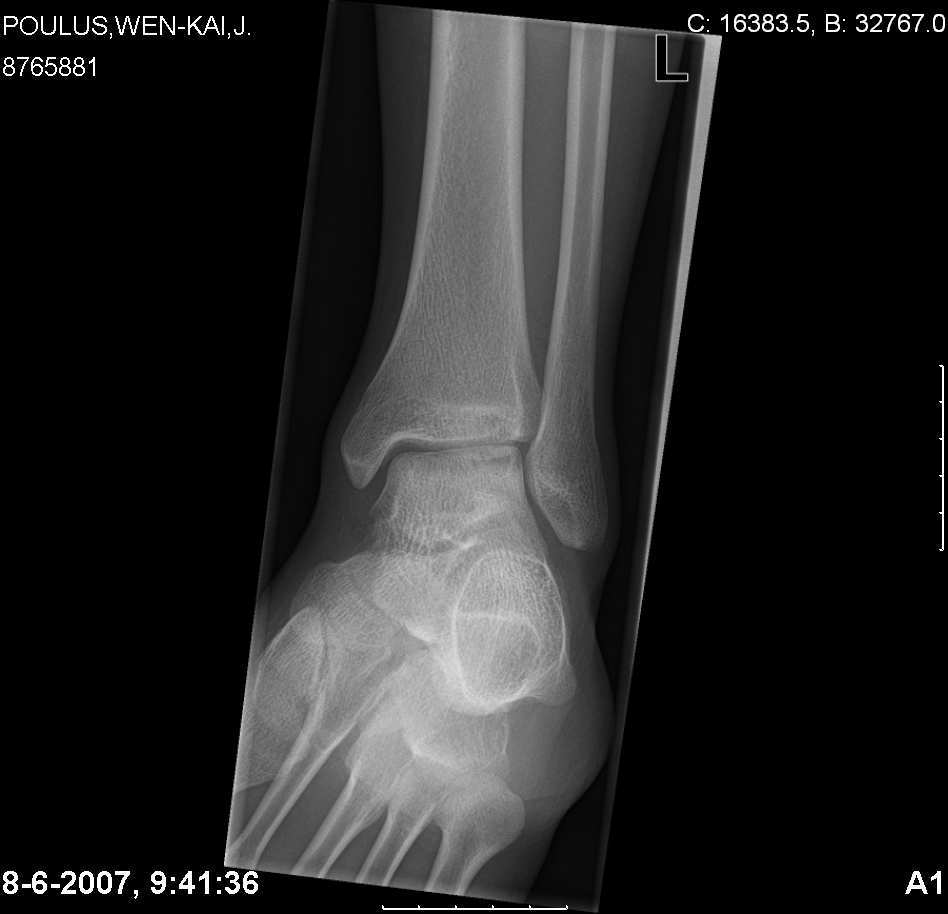 POULUS,WEN-KAI,J.
C: 16383.5, B: 32767.0
8765881
L
8-6-2007, 9:41:36
A1